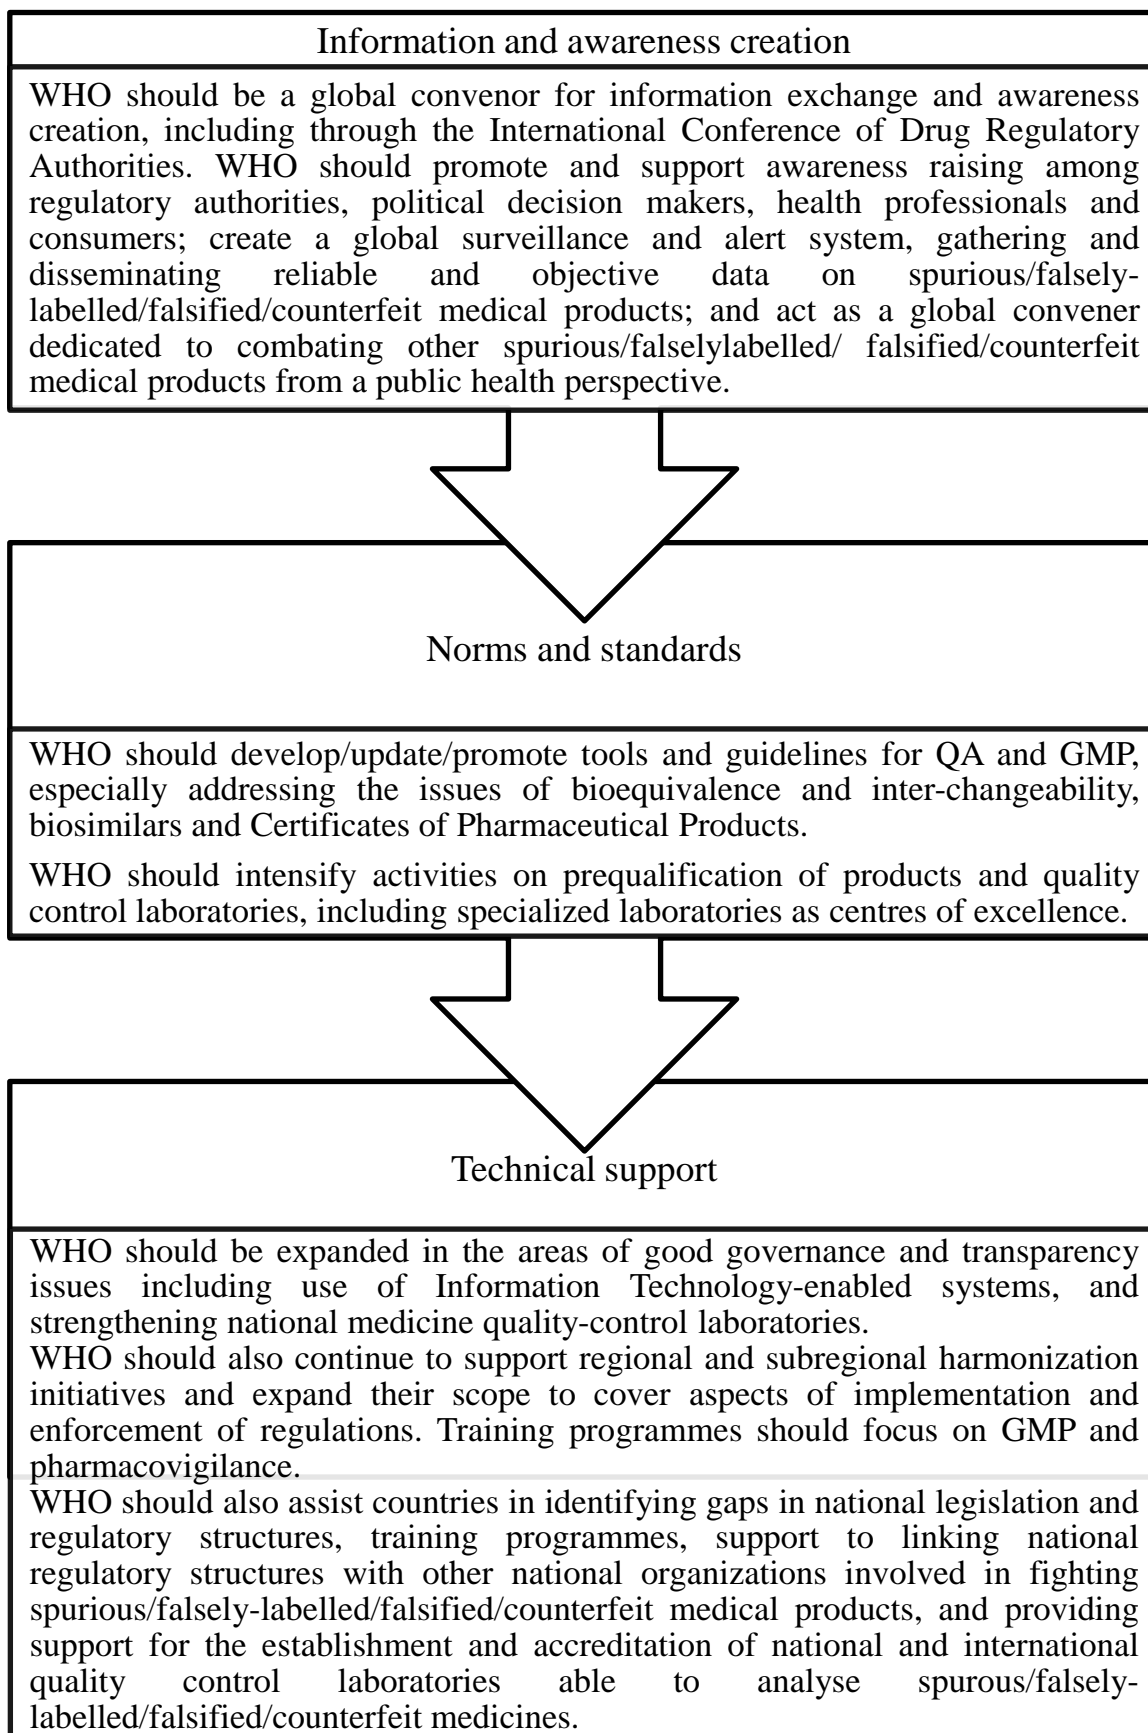 Information and awareness creation
WHO should be a global convenor for information exchange and awareness
creation, including through the International Conference of Drug Regulatory
Authorities. WHO should promote and support awareness raising among
regulatory authorities, political decision makers, health professionals and
consumers; create a global surveillance and alert system, gathering and
disseminating reliable and objective data on spurious/falsely-
labelled/falsified/counterfeit medical products; and act as a global convener
dedicated to combating other spurious/falselylabelled/ falsified/counterfeit
medical products from a public health perspective.
Norms and standards
WHO should develop/update/promote tools and guidelines for QA and GMP,
especially addressing the issues of bioequivalence and inter-changeability,
biosimilars and Certificates of Pharmaceutical Products.
WHO should intensify activities on prequalification of products and quality
control laboratories, including specialized laboratories as centres of excellence.
Technical support
WHO should be expanded in the areas of good governance and transparency
issues including use of Information Technology-enabled systems, and
strengthening national medicine quality-control laboratories.
WHO should also continue to support regional and subregional harmonization
initiatives and expand their scope to cover aspects of implementation and
enforcement of regulations. Training programmes should focus on GMP and
pharmacovigilance.
WHO should also assist countries in identifying gaps in national legislation and
regulatory structures, training programmes, support to linking national
regulatory structures with other national organizations involved in fighting
spurious/falsely-labelled/falsified/counterfeit medical products, and providing
support for the establishment and accreditation of national and international
quality control laboratories able to analyse spurous/falsely-
labelled/falsified/counterfeit medicines.